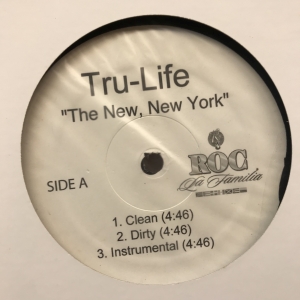 Tru-Life
"The New, New York"
ROC
La Familia
SIDE A
1. Clean (4:46)
2. Dirty (4:46)
3. Instrumental (4:46)